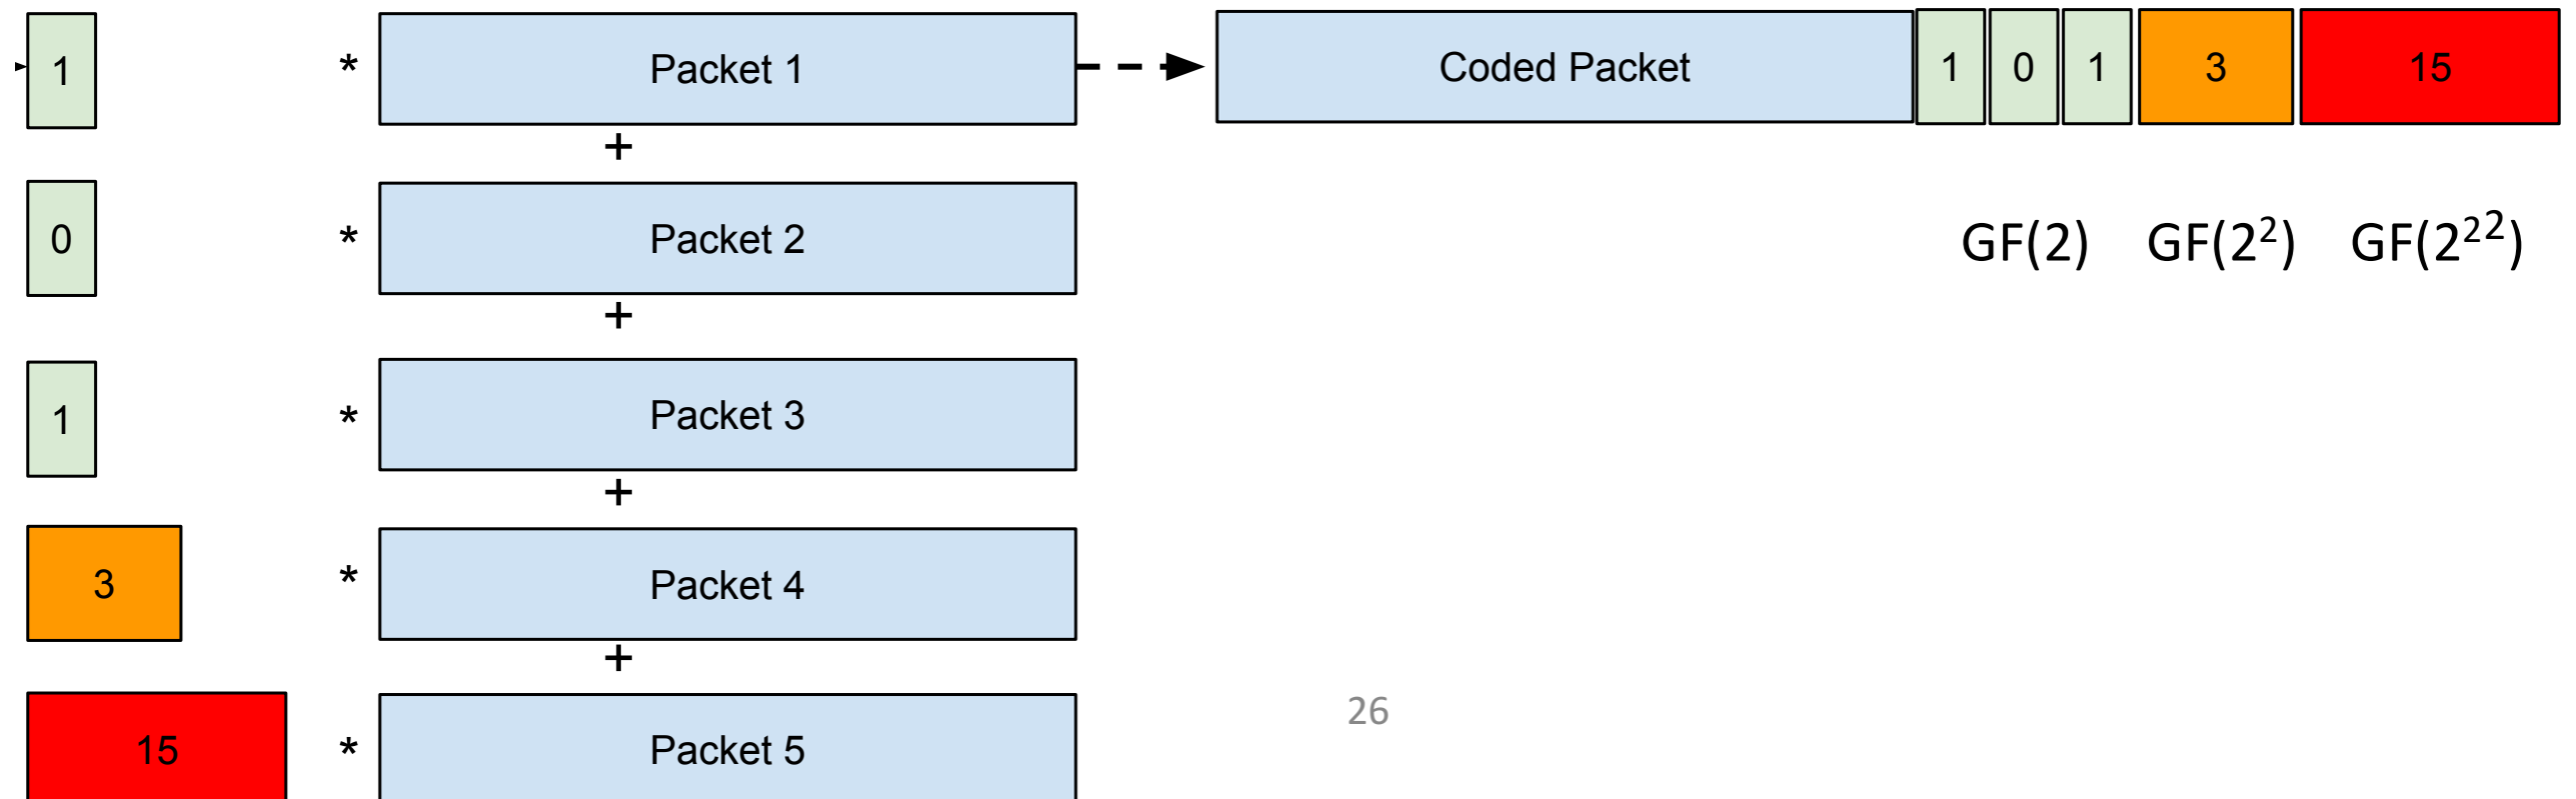 1 * Packet 1 Coded Packet 1 0 1 3 15
+
0 * Packet 2 GF(2) GF(2²) GF(2²²)
+
1 * Packet 3
+
3 * Packet 4
+
15 * Packet 5
26